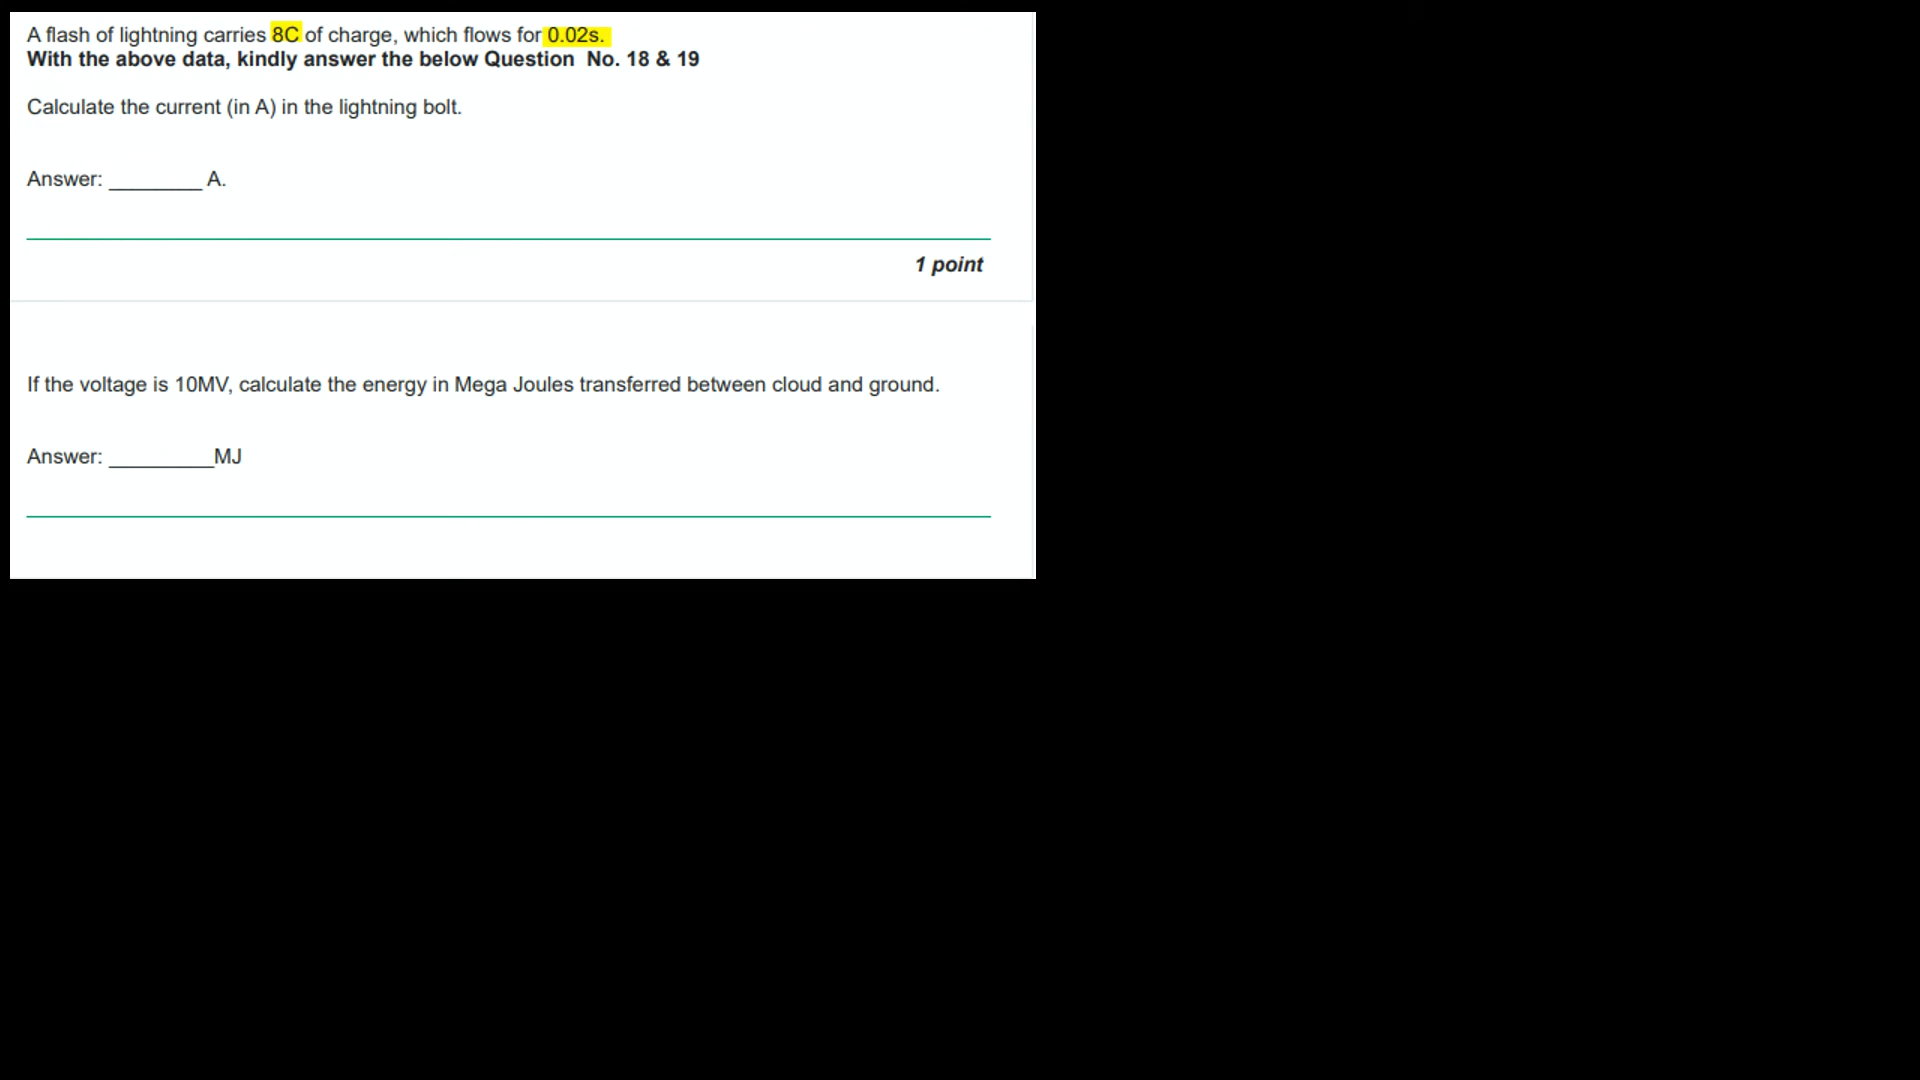 A flash of lightning carries 8C of charge, which flows for 0.02s.
With the above data, kindly answer the below Question  No. 18 & 19
Calculate the current (in A) in the lightning bolt.
Answer: ________ A.
1 point
If the voltage is 10MV, calculate the energy in Mega Joules transferred between cloud and ground.
Answer: _________MJ